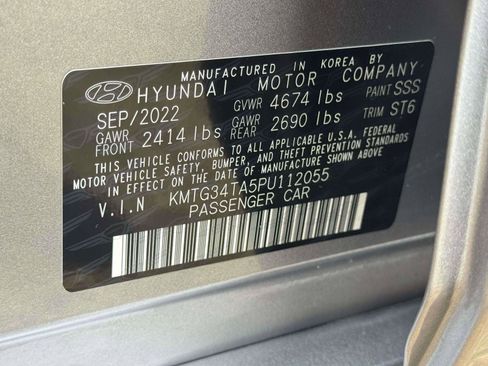 MANUFACTURED IN KOREA BY
HYUNDAI MOTOR COMPANY
SEP/2022 GVWR 4674 lbs PAINT SSS
GAWR FRONT 2414 lbs GAWR REAR 2690 lbs TRIM ST6
THIS VEHICLE CONFORMS TO ALL APPLICABLE U.S.A. FEDERAL
MOTOR VEHICLE SAFETY, BUMPER, AND THEFT PREVENTION STANDARDS
IN EFFECT ON THE DATE OF MANUFACTURE SHOWN ABOVE.
V.I.N KMTG34TA5PU112055
PASSENGER CAR